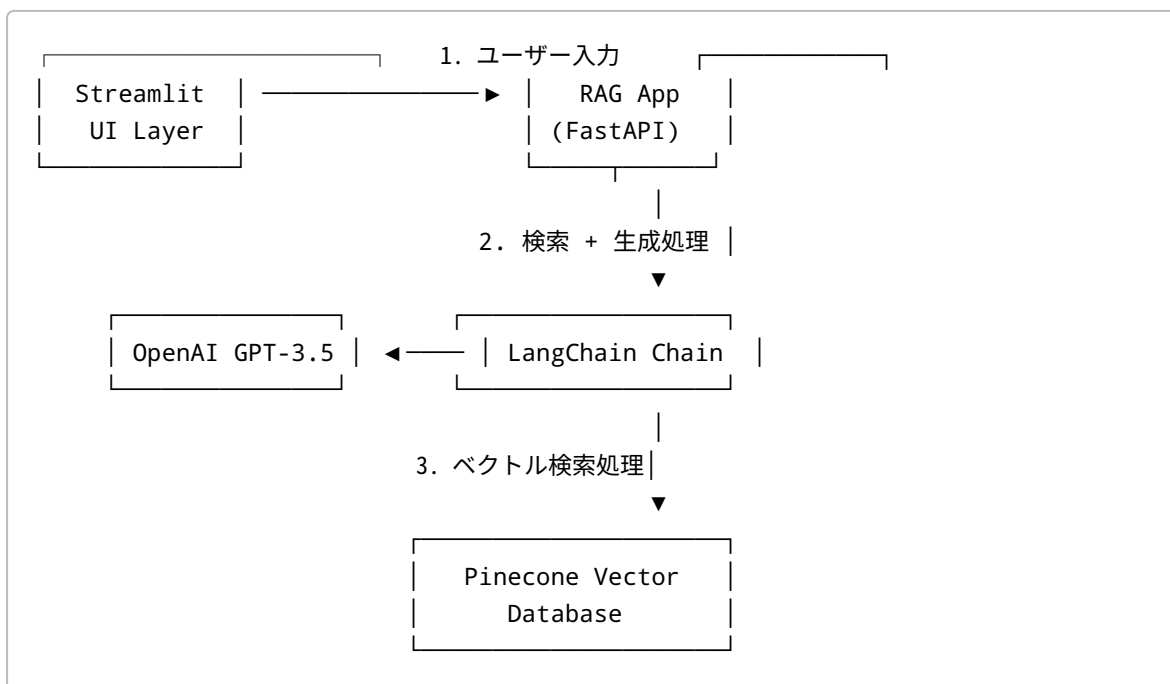 1. ユーザー入力
Streamlit RAG App
UI Layer (FastAPI)
2. 検索 + 生成処理
OpenAI GPT-3.5 LangChain Chain
3. ベクトル検索処理
Pinecone Vector
Database